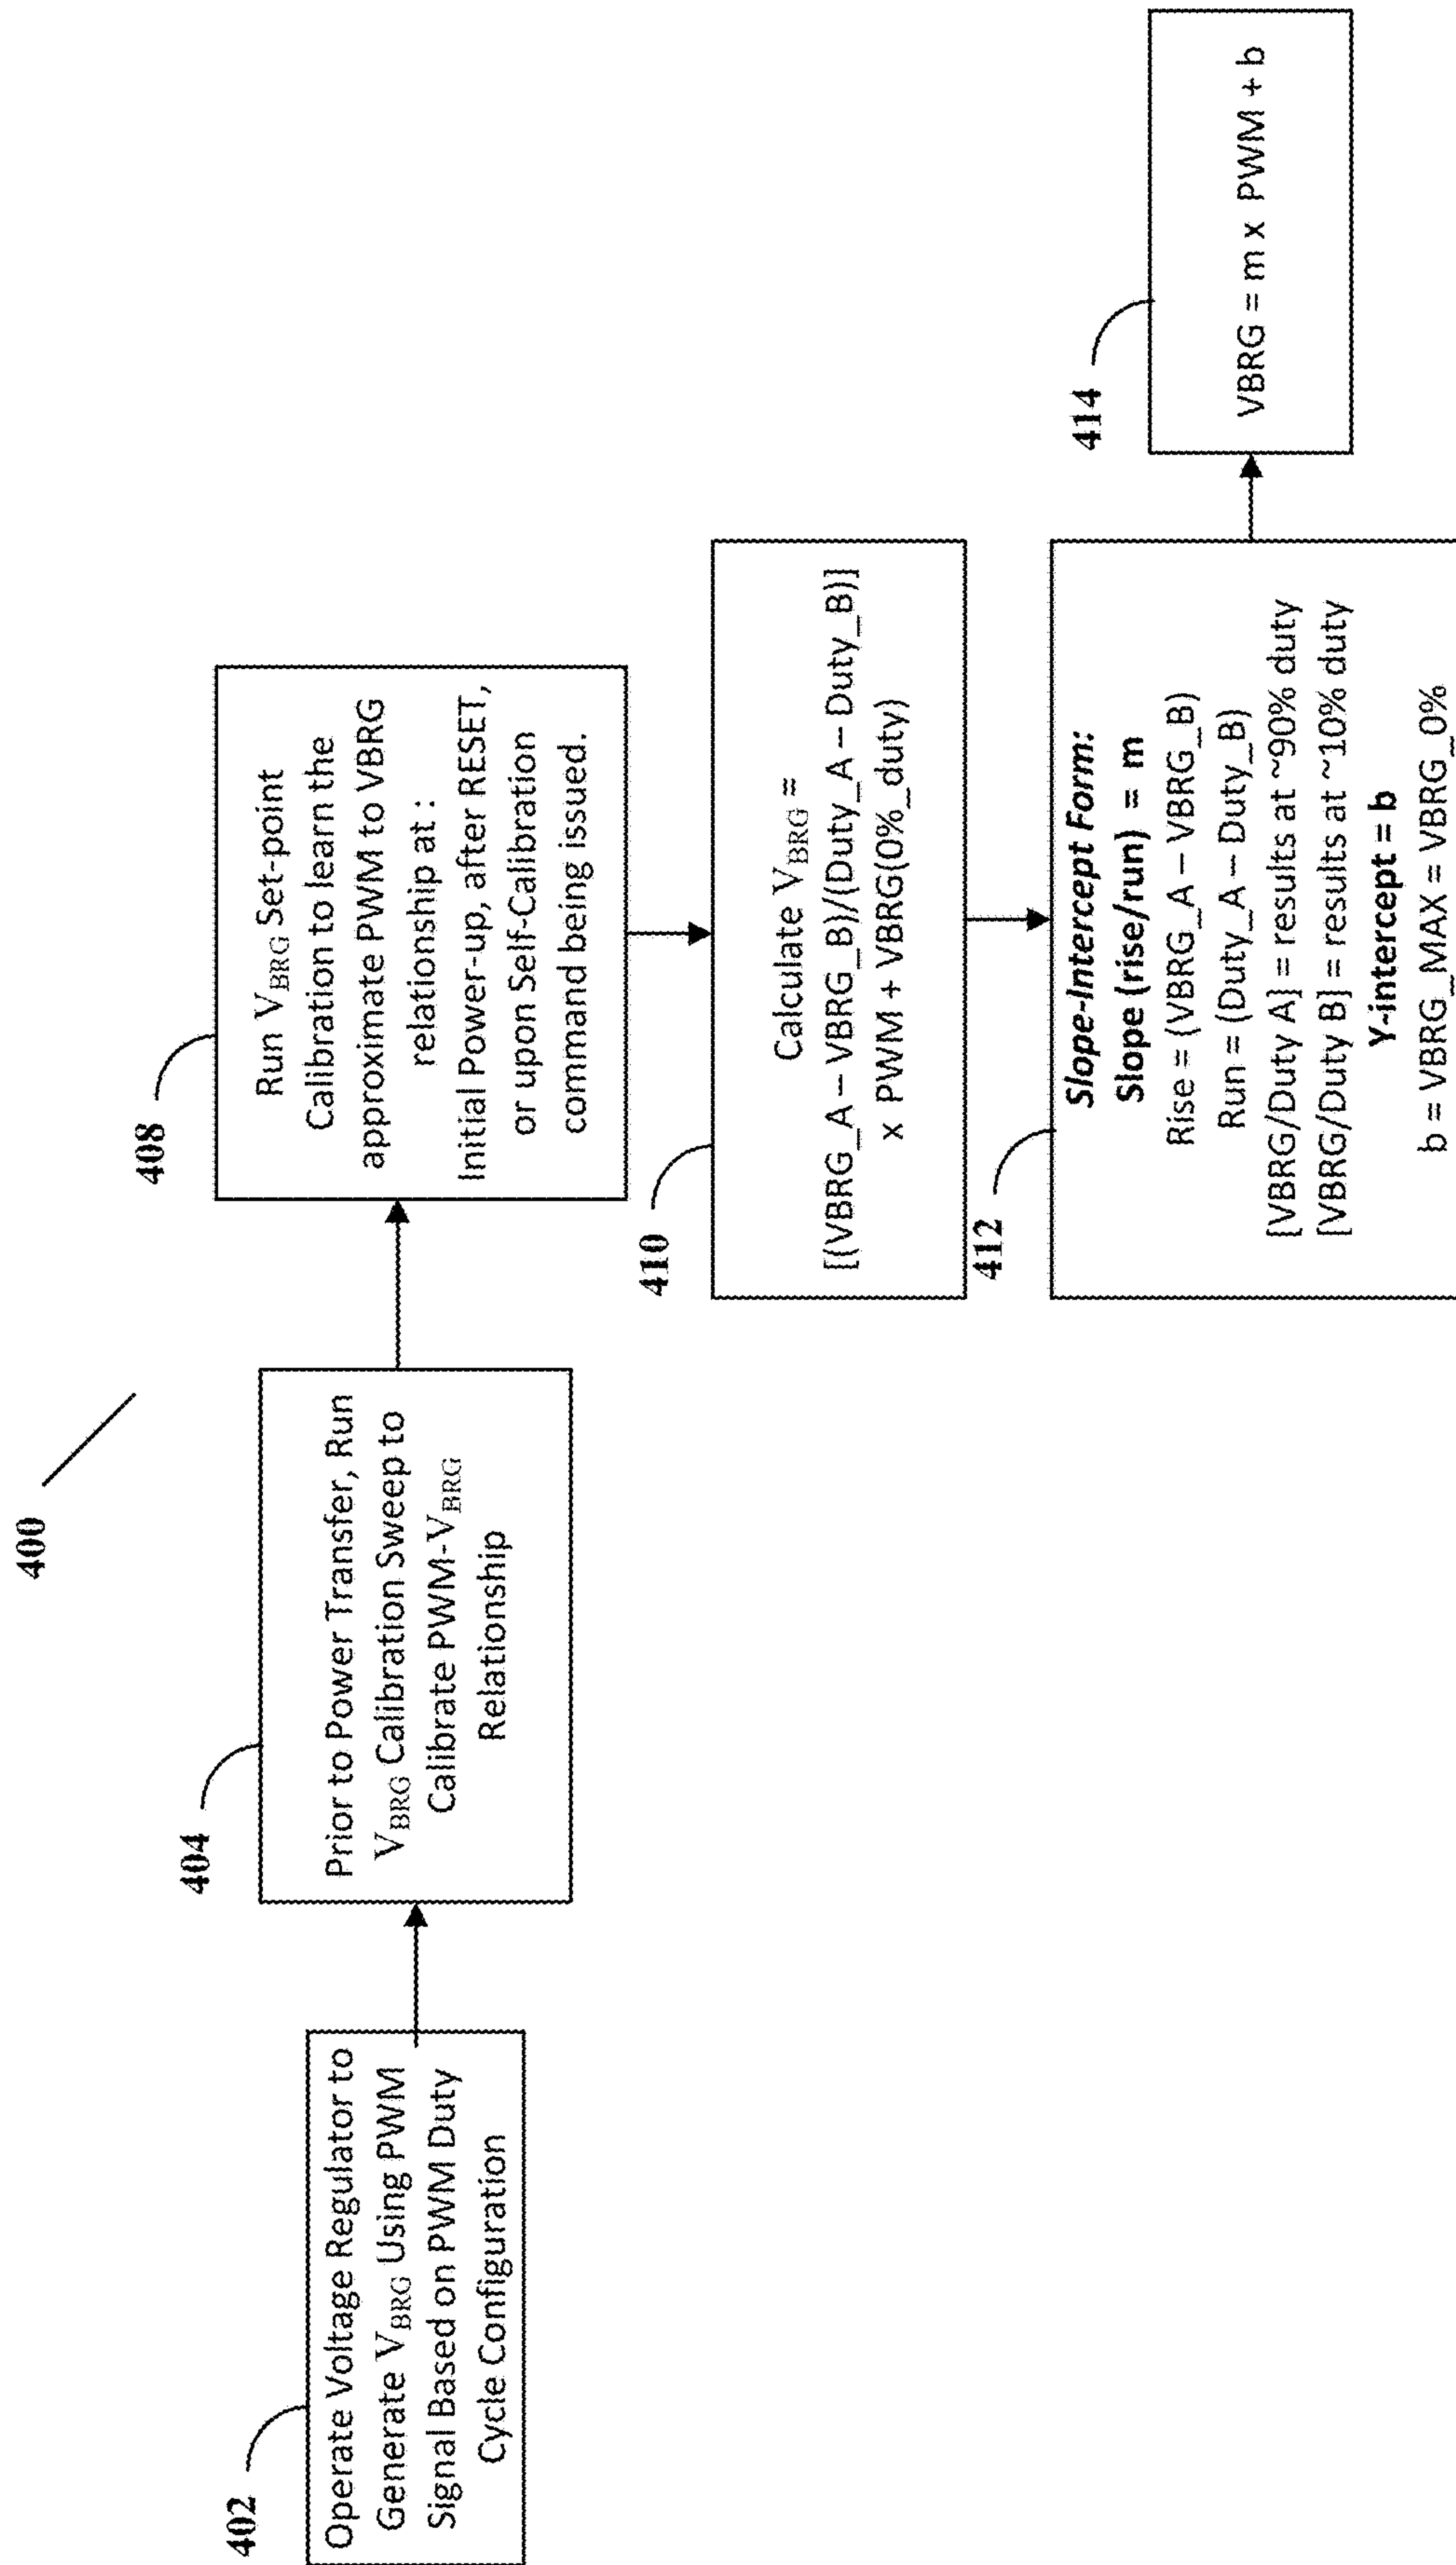 400
402
Operate Voltage Regulator to
Generate VBRG Using PWM
Signal Based on PWM Duty
Cycle Configuration
404
Prior to Power Transfer, Run
VBRG Calibration Sweep to
Calibrate PWM-VBRG
Relationship
408
Run VBRG Set-point
Calibration to learn the
approximate PWM to VBRG
relationship at :
Initial Power-up, after RESET,
or upon Self-Calibration
command being issued.
410
Calculate VBRG =
[(VBRG_A – VBRG_B)/(Duty_A – Duty_B)]
x PWM + VBRG(0%_duty)
412
Slope-Intercept Form:
Slope (rise/run) = m
Rise = (VBRG_A – VBRG_B)
Run = (Duty_A – Duty_B)
[VBRG/Duty A] = results at ~90% duty
[VBRG/Duty B] = results at ~10% duty
Y-intercept = b
b = VBRG_MAX = VBRG_0%
414
VBRG = m x PWM + b